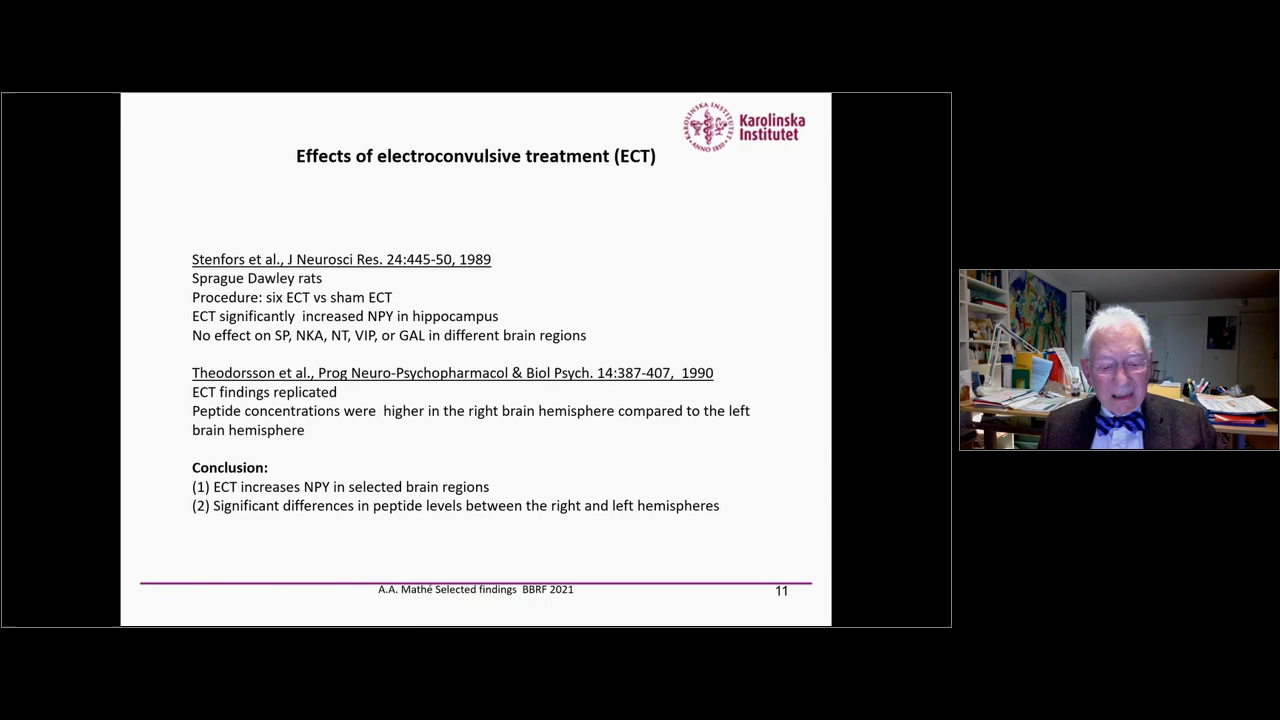 KAROLINSKA INSTITUTET
ANNO 1810
Karolinska
Institutet
Effects of electroconvulsive treatment (ECT)
Stenfors et al., J Neurosci Res. 24:445-50, 1989
Sprague Dawley rats
Procedure: six ECT vs sham ECT
ECT significantly increased NPY in hippocampus
No effect on SP, NKA, NT, VIP, or GAL in different brain regions
Theodorsson et al., Prog Neuro-Psychopharmacol & Biol Psych. 14:387-407, 1990
ECT findings replicated
Peptide concentrations were higher in the right brain hemisphere compared to the left
brain hemisphere
Conclusion:
(1) ECT increases NPY in selected brain regions
(2) Significant differences in peptide levels between the right and left hemispheres
A.A. Mathé Selected findings BBRF 2021
11